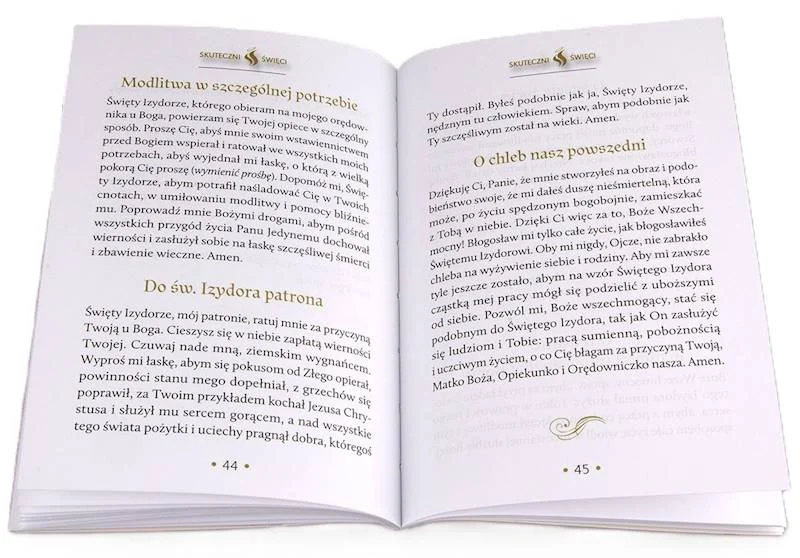 SKUTECZNI ŚWIĘCI
Modlitwa w szczególnej potrzebie
Święty Izydorze, którego obieram na mojego orędow-
nika u Boga, powierzam się Twojej opiece w szczególny
sposób. Proszę Cię, abyś mnie swoim wstawiennictwem
przed Bogiem wspierał i ratował we wszystkich moich
potrzebach, abyś wyjednał mi łaskę, o którą z wielką
pokorą Cię proszę (wymienić prośbę). Dopomóż mi, Świę-
ty Izydorze, abym potrafił naśladować Cię w Twoich
cnotach, w umiłowaniu modlitwy i pomocy bliźnie-
mu. Poprowadź mnie Bożymi drogami, abym pośród
wszystkich przygód życia Panu Jedynemu dochował
wierności i zasłużył sobie na łaskę szczęśliwej śmierci
i zbawienie wieczne. Amen.
Do św. Izydora patrona
Święty Izydorze, mój patronie, ratuj mnie za przyczyną
Twoją u Boga. Cieszysz się w niebie zapłatą wierności
Twojej. Czuwaj nade mną, ziemskim wygnańcem.
Wyproś mi łaskę, abym się pokusom od Złego opierał,
powinności stanu mego dopełniał, z grzechów się
poprawił, za Twoim przykładem kochał Jezusa Chry-
stusa i służył mu sercem gorącem, a nad wszystkie
tego świata pożytki i uciechy pragnął dobra, któregoś
• 44 •
SKUTECZNI ŚWIĘCI
Ty dostąpił. Byłeś podobnie jak ja, Święty Izydorze,
nędznym tu człowiekiem. Spraw, abym podobnie jak
Ty szczęśliwym został na wieki. Amen.
O chleb nasz powszedni
Dziękuję Ci, Panie, że mnie stworzyłeś na obraz i podo-
bieństwo swoje, że mi dałeś duszę nieśmiertelną, która
może, po życiu spędzonym bogobojnie, zamieszkać
z Tobą w niebie. Dzięki Ci więc za to, Boże Wszech-
mocny! Błogosław mi tylko całe życie, jak błogosławiłeś
Świętemu Izydorowi. Oby mi nigdy, Ojcze, nie zabrakło
chleba na wyżywienie siebie i rodziny. Aby mi zawsze
tyle jeszcze zostało, abym na wzór Świętego Izydora
cząstką mej pracy mógł się podzielić z uboższymi
od siebie. Pozwól mi, Boże wszechmogący, stać się
podobnym do Świętego Izydora, tak jak On zasłużyć
się ludziom i Tobie: pracą sumienną, pobożnością
i uczciwym życiem, o co Cię błagam za przyczyną Twoją,
Matko Boża, Opiekunko i Orędowniczko nasza. Amen.
• 45 •